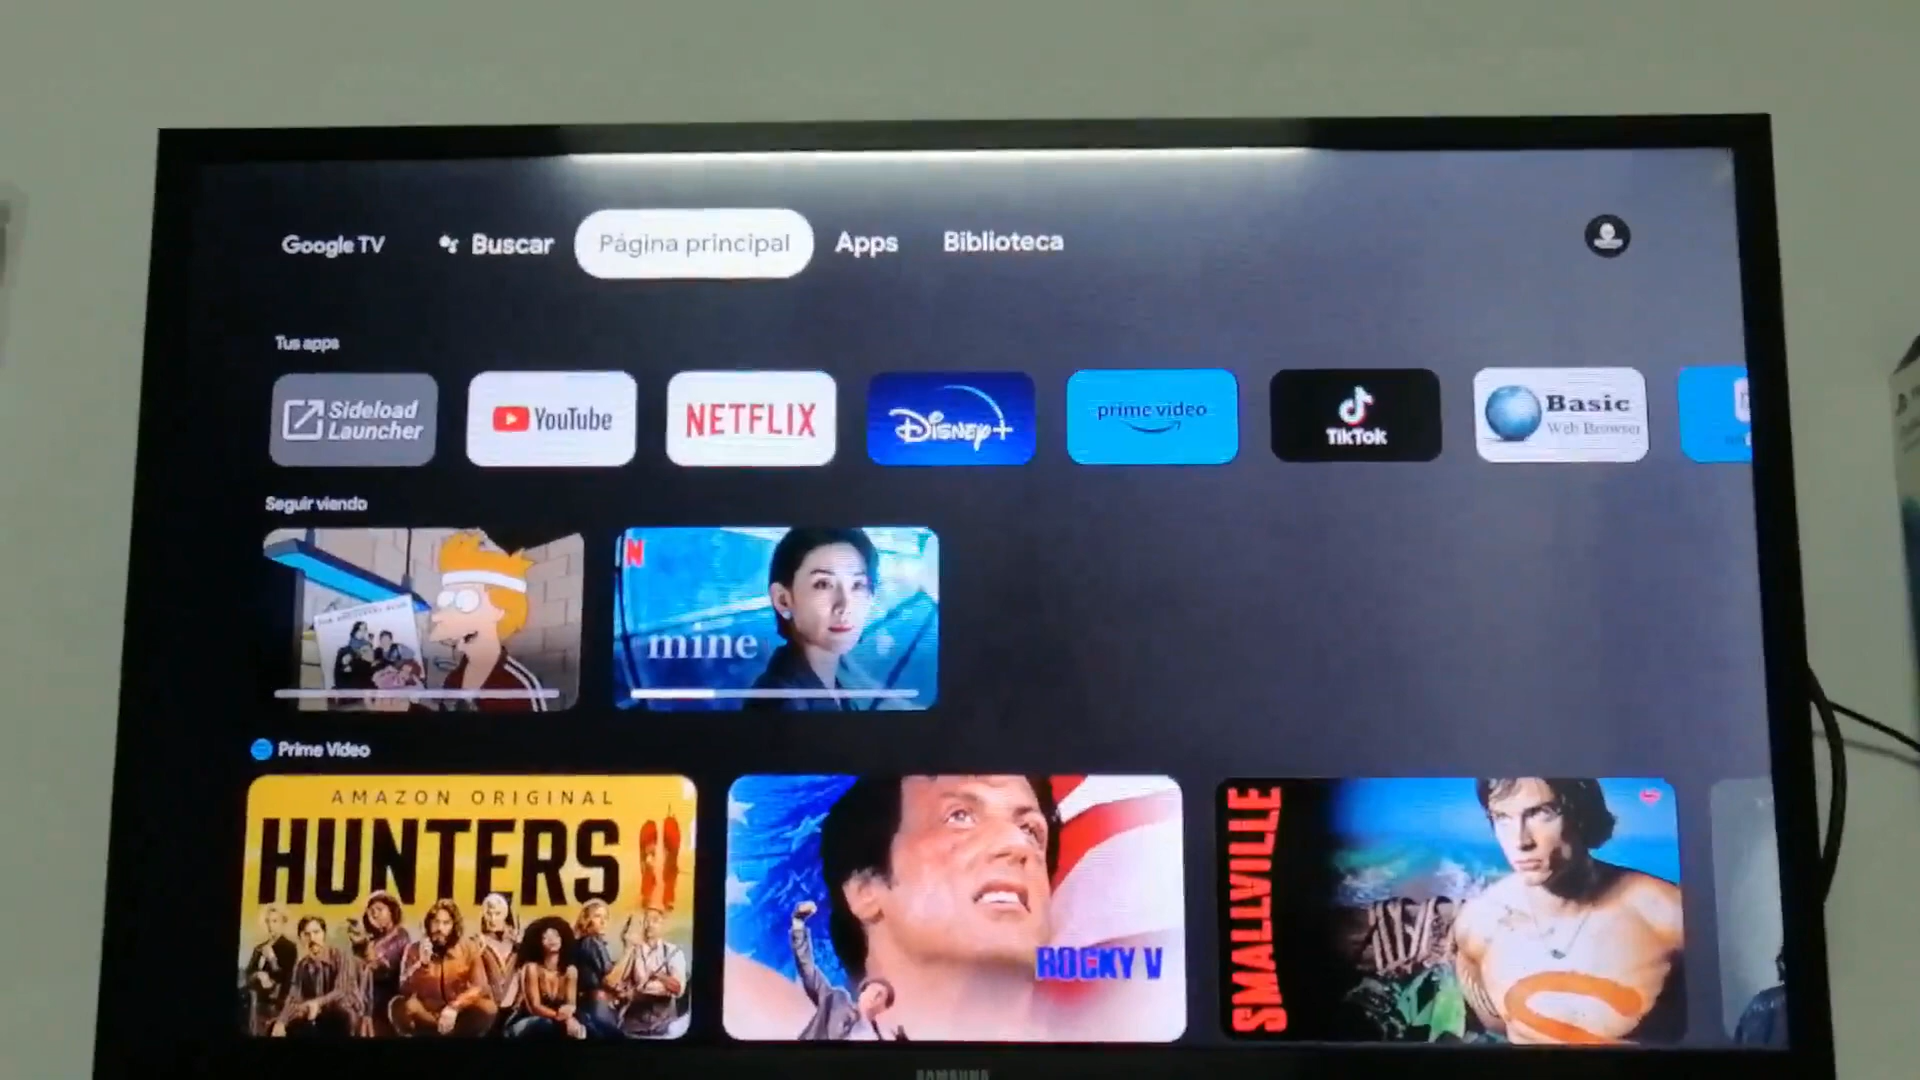 Google TV Buscar Página principal Apps Biblioteca
Tus apps
Sideload Launcher YouTube NETFLIX Disney+ prime video TikTok Basic Web Browser
Seguir viendo
N
mine
Prime Video
AMAZON ORIGINAL
HUNTERS
ROCKY V
SMALLVILLE
SAMSUNG